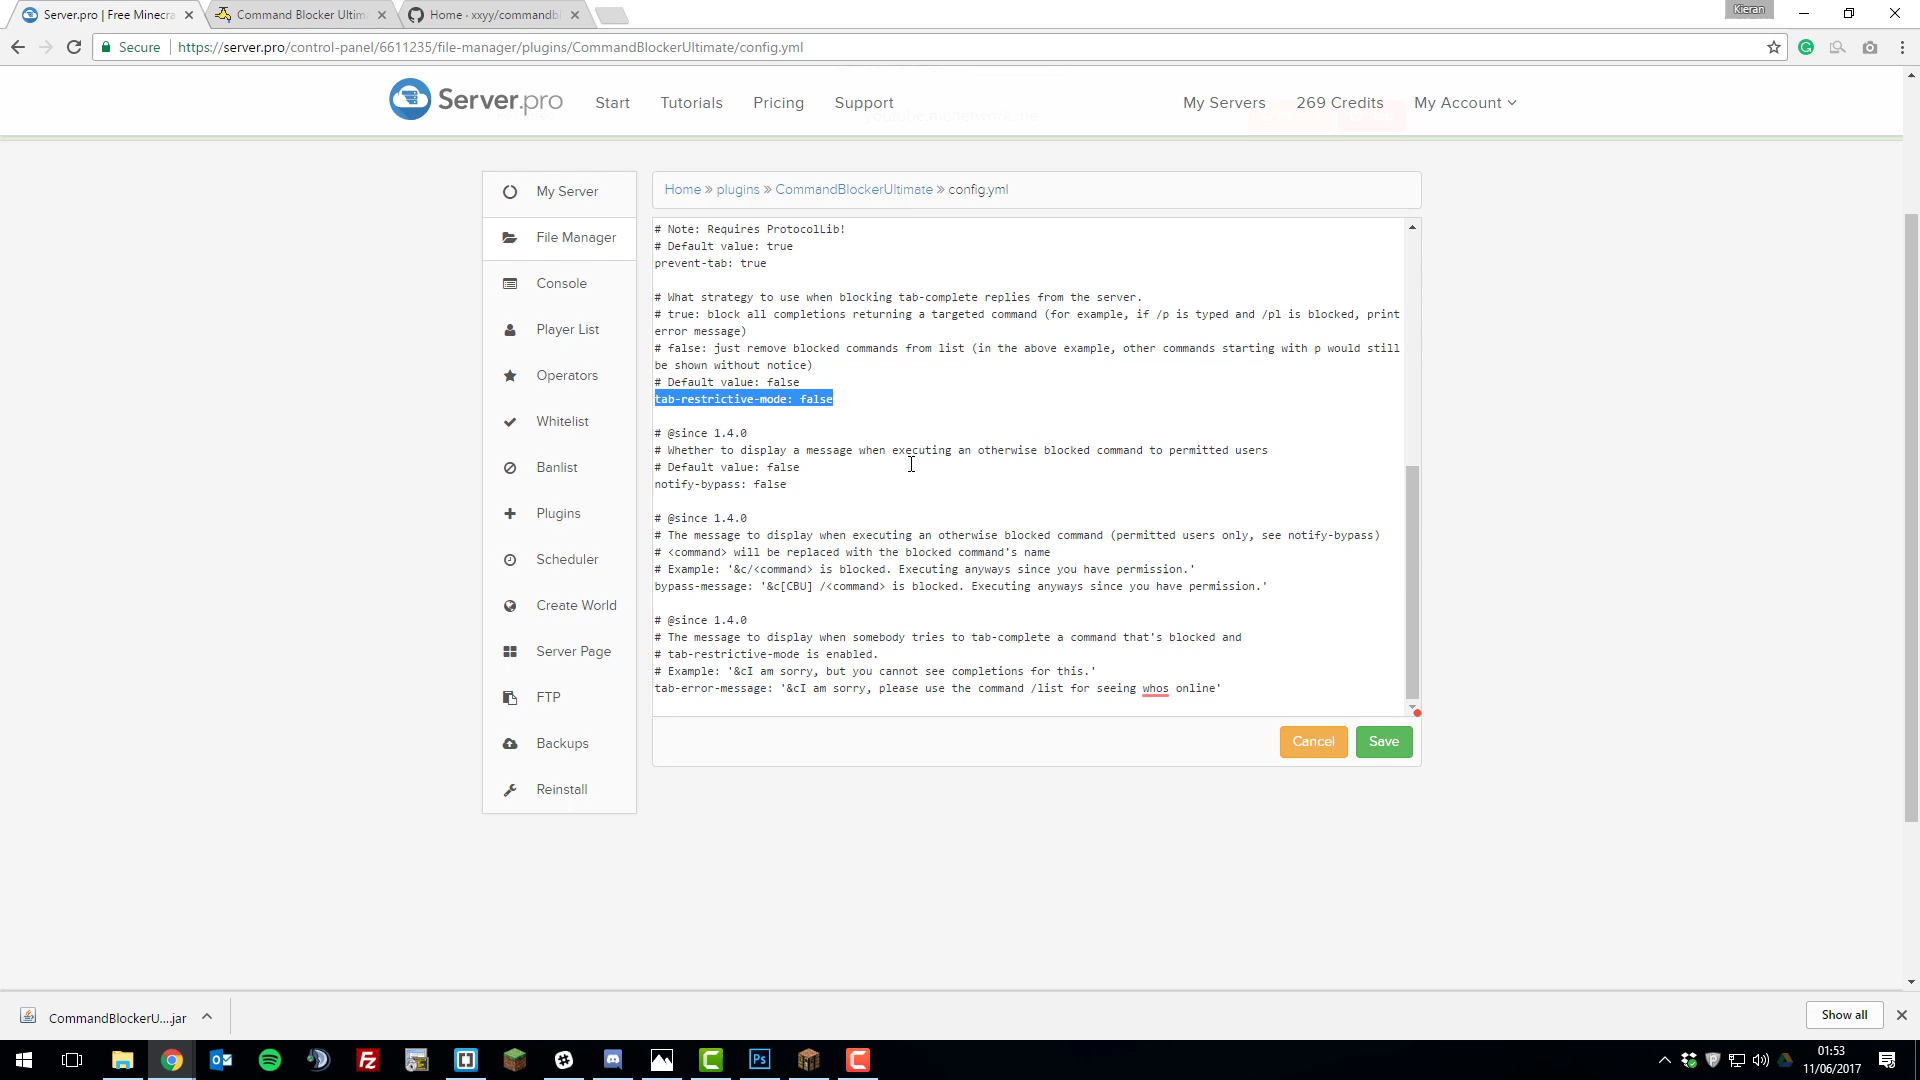 Server.pro | Free Minecra
Command Blocker Ultim
Home · xxyy/commandb
Kieran
Secure
https://server.pro/control-panel/6611235/file-manager/plugins/CommandBlockerUltimate/config.yml
Server.pro
Start
Tutorials
Pricing
Support
My Servers
269 Credits
My Account
My Server
File Manager
Console
Player List
Operators
Whitelist
Banlist
Plugins
Scheduler
Create World
Server Page
FTP
Backups
Reinstall
Home » plugins » CommandBlockerUltimate » config.yml
# Note: Requires ProtocolLib!
# Default value: true
prevent-tab: true
# What strategy to use when blocking tab-complete replies from the server.
# true: block all completions returning a targeted command (for example, if /p is typed and /pl is blocked, print
error message)
# false: just remove blocked commands from list (in the above example, other commands starting with p would still
be shown without notice)
# Default value: false
tab-restrictive-mode: false
# @since 1.4.0
# Whether to display a message when executing an otherwise blocked command to permitted users
# Default value: false
notify-bypass: false
# @since 1.4.0
# The message to display when executing an otherwise blocked command (permitted users only, see notify-bypass)
# <command> will be replaced with the blocked command's name
# Example: '&c/<command> is blocked. Executing anyways since you have permission.'
bypass-message: '&c[CBU] /<command> is blocked. Executing anyways since you have permission.'
# @since 1.4.0
# The message to display when somebody tries to tab-complete a command that's blocked and
# tab-restrictive-mode is enabled.
# Example: '&cI am sorry, but you cannot see completions for this.'
tab-error-message: '&cI am sorry, please use the command /list for seeing whos online'
Cancel
Save
CommandBlockerU....jar
Show all
01:53
11/06/2017